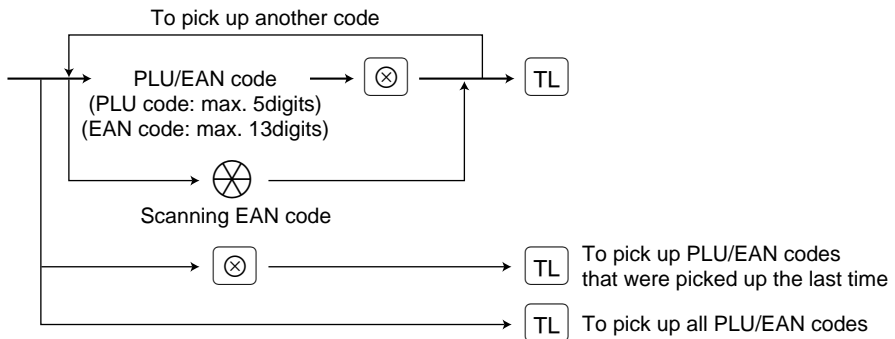 To pick up another code
PLU/EAN code
⊗
TL
(PLU code: max. 5digits)
(EAN code: max. 13digits)
Scanning EAN code
⊗
TL
To pick up PLU/EAN codes
that were picked up the last time
TL
To pick up all PLU/EAN codes